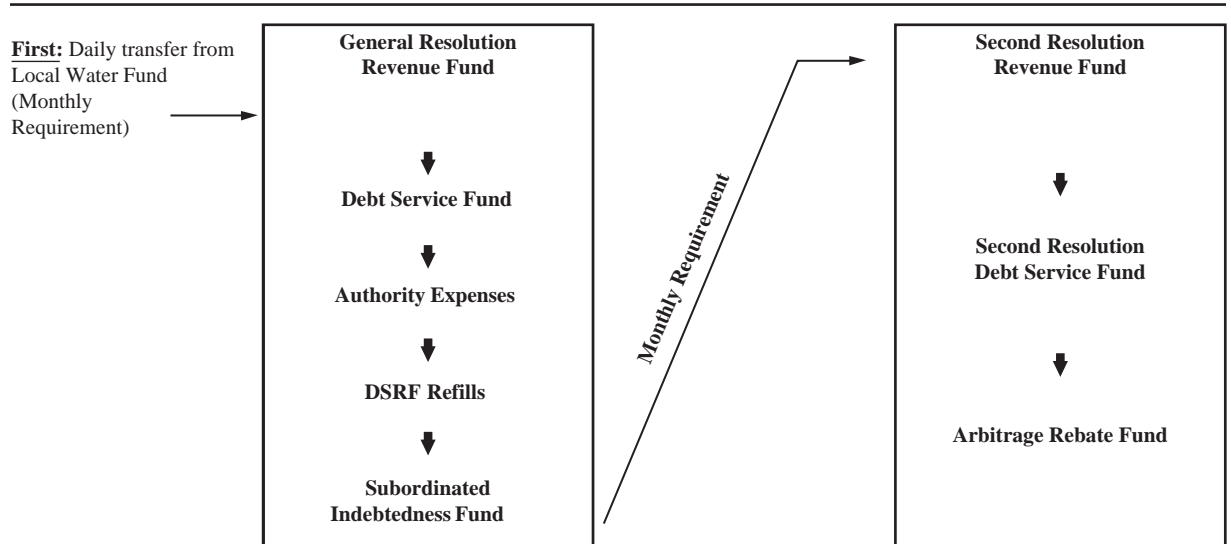 First: Daily transfer from
Local Water Fund
(Monthly
Requirement)
General Resolution
Revenue Fund
Debt Service Fund
Authority Expenses
DSRF Refills
Subordinated
Indebtedness Fund
Monthly Requirement
Second Resolution
Revenue Fund
Second Resolution
Debt Service Fund
Arbitrage Rebate Fund